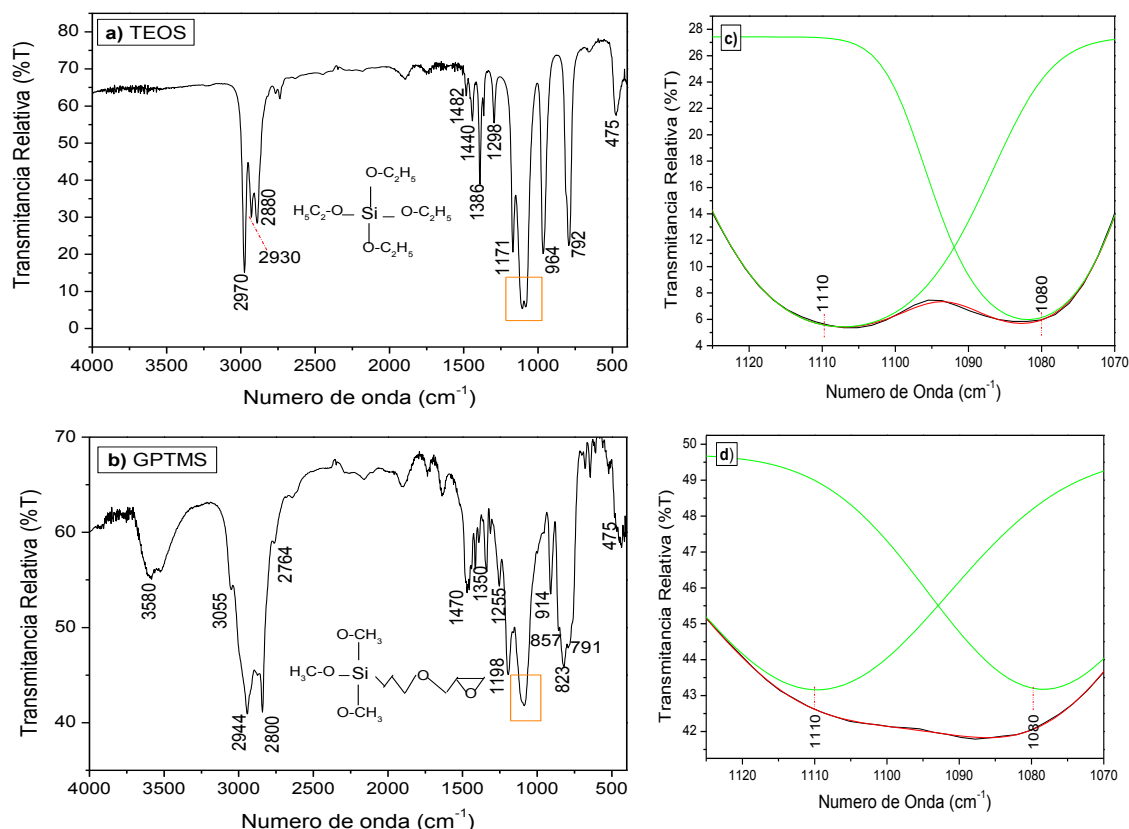 a) TEOS
Transmitancia Relativa (%T)
80
70
60
50
40
30
20
10
0
2970
2930
2880
1482
1440
1386
1298
1171
964
792
475
O-C₂H₅
H₅C₂-O Si O-C₂H₅
O-C₂H₅
4000 3500 3000 2500 2000 1500 1000 500
Numero de onda (cm⁻¹)
c)
Transmitancia Relativa (%T)
28
26
24
22
20
18
16
14
12
10
8
6
4
1110
1080
1120 1110 1100 1090 1080 1070
Numero de Onda (cm⁻¹)
b) GPTMS
Transmitancia Relativa (%T)
70
60
50
40
3580
3055
2944
2800
2764
1470
1350
1255
1198
914
857
823
791
475
O-CH₃
H₃C-O Si O O
O-CH₃
4000 3500 3000 2500 2000 1500 1000 500
Numero de onda (cm⁻¹)
d)
Transmitancia Relativa (%T)
50
49
48
47
46
45
44
43
42
1110
1080
1120 1110 1100 1090 1080 1070
Numero de Onda (cm⁻¹)